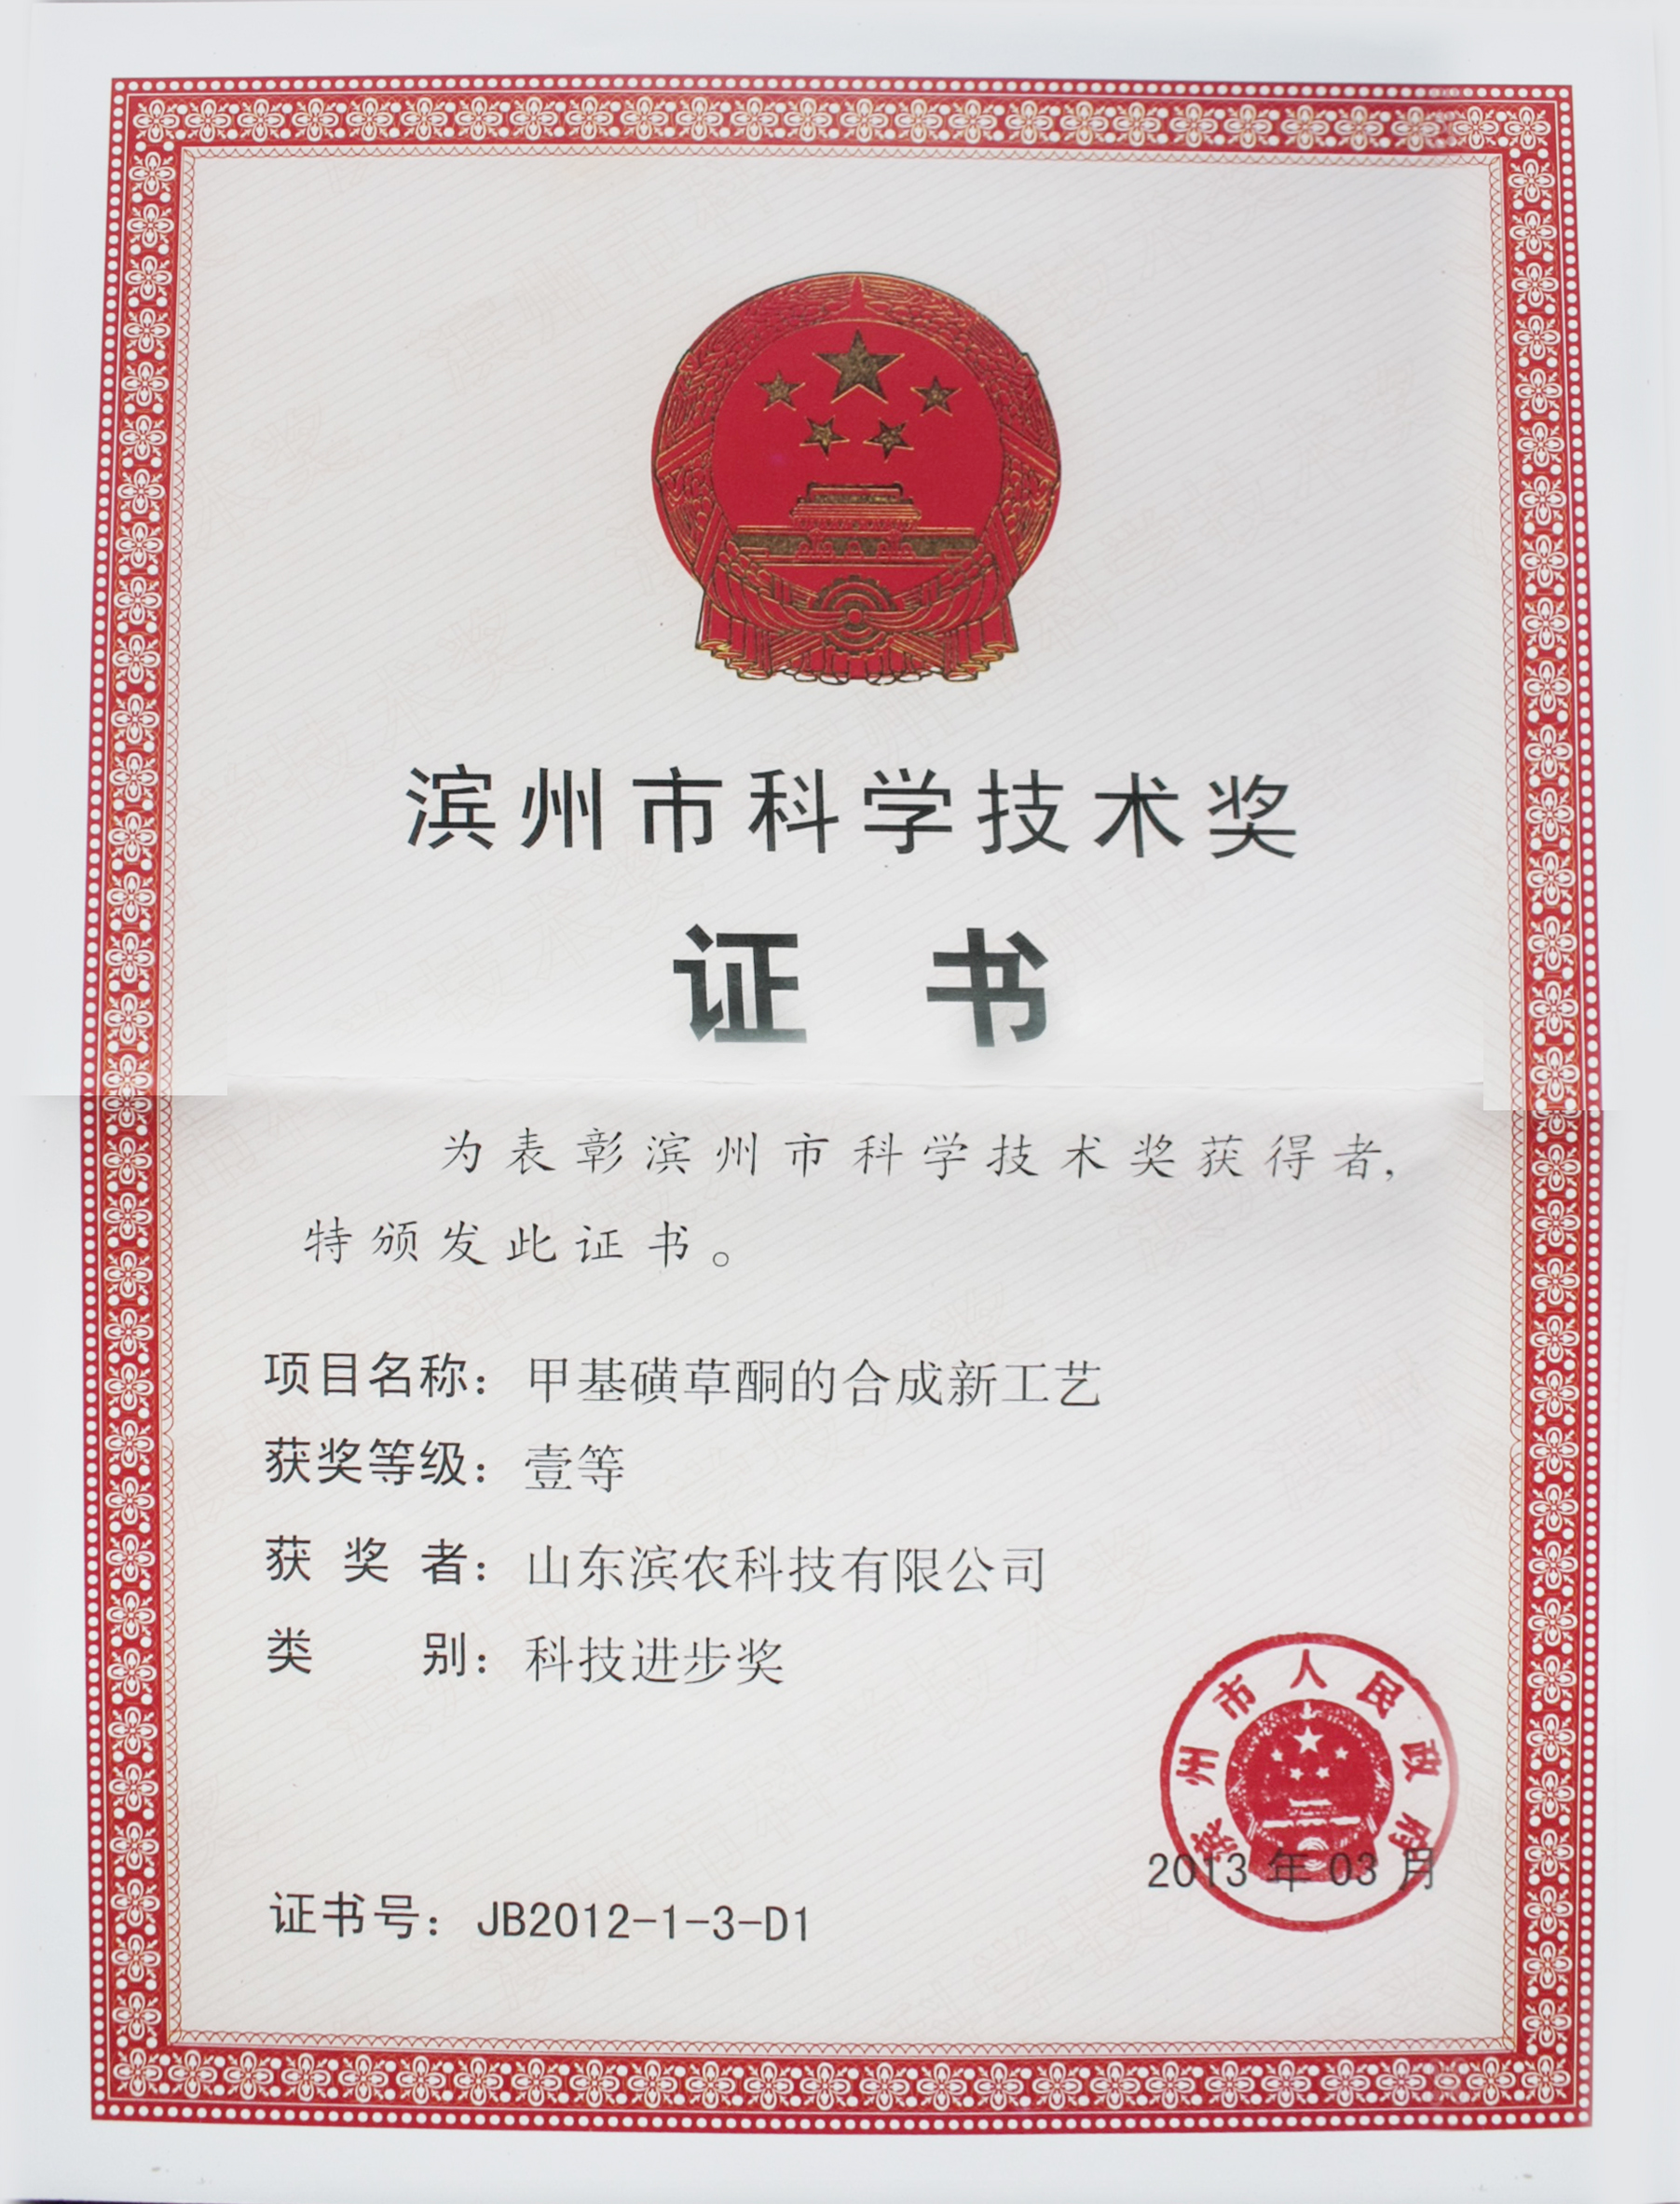 滨州市科学技术奖
证书
为表彰滨州市科学技术奖获得者,
特颁发此证书。
项目名称：甲基磺草酮的合成新工艺
获奖等级：壹等
获奖者：山东滨农科技有限公司
类别：科技进步奖
滨州市人民政府
2013年03月
证书号：JB2012-1-3-D1